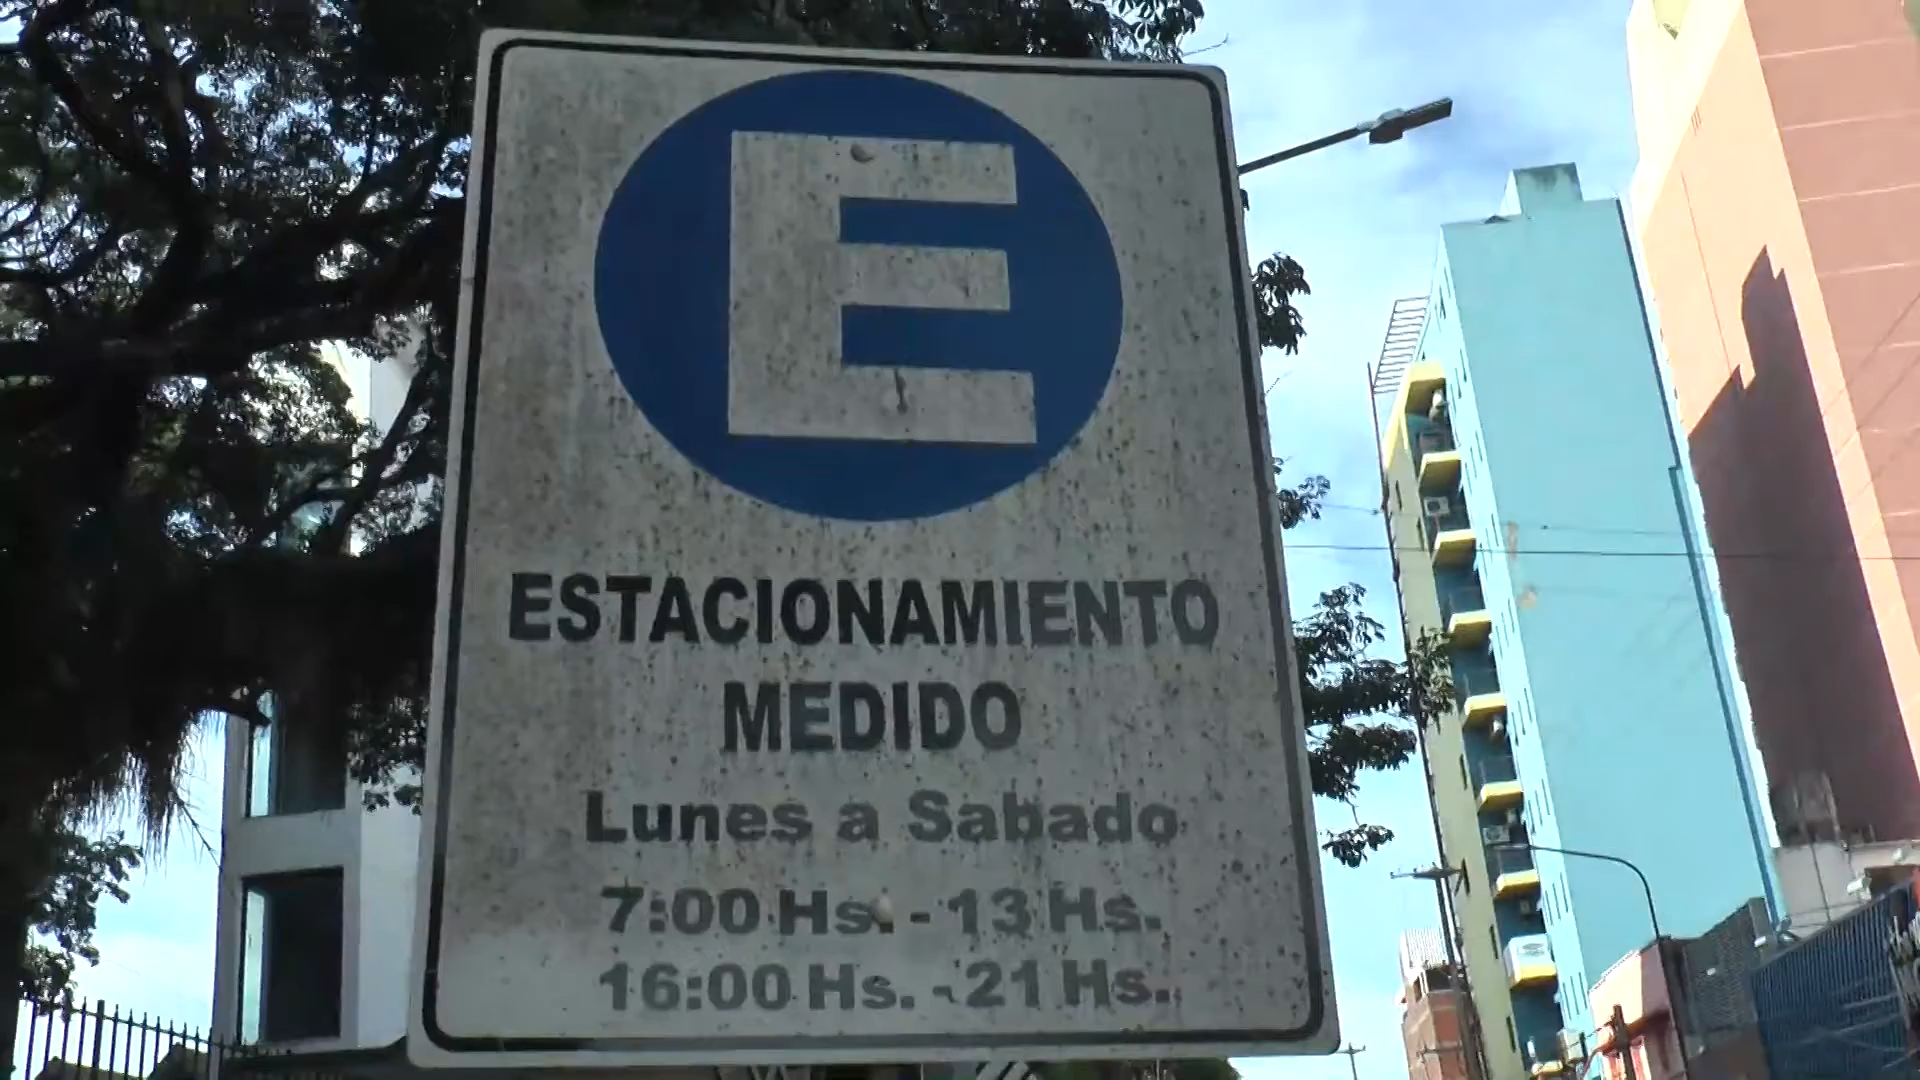 E
ESTACIONAMIENTO
MEDIDO
Lunes a Sabado
7:00 Hs. - 13 Hs.
16:00 Hs. - 21 Hs.